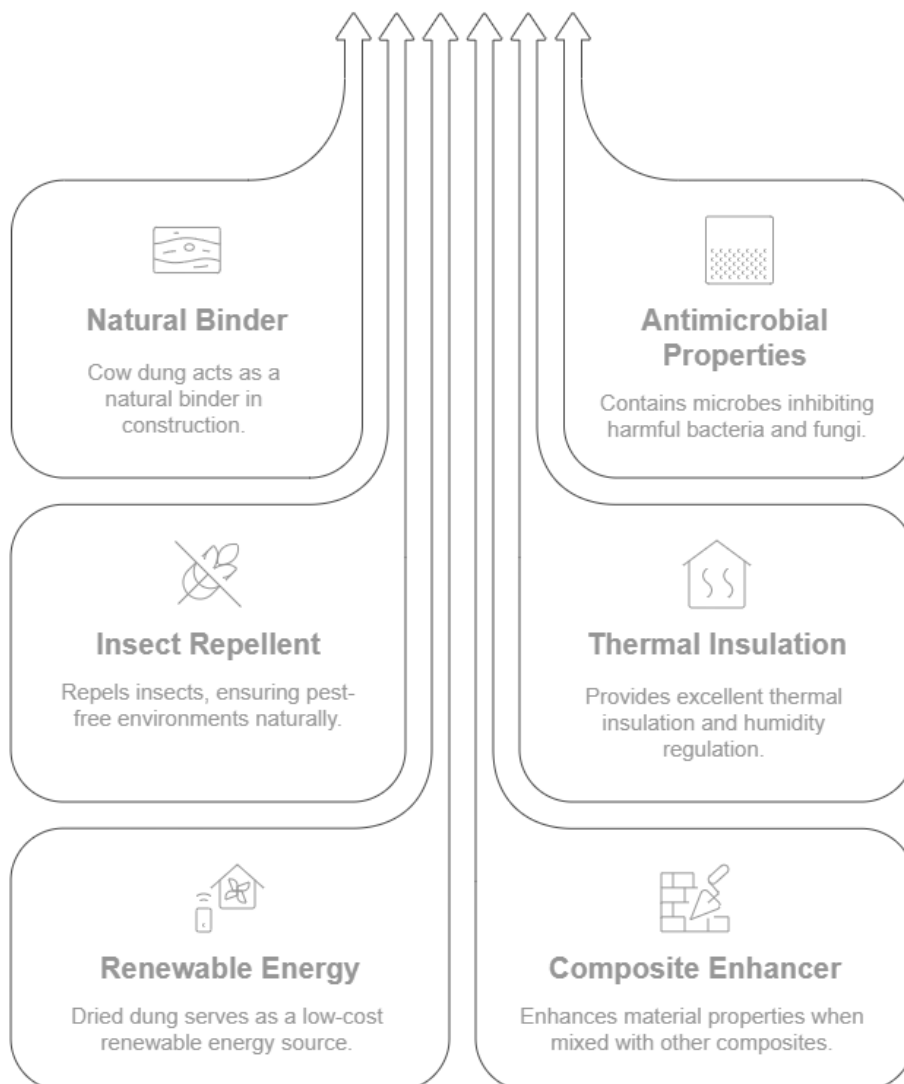 Natural Binder
Cow dung acts as a
natural binder in
construction.
Antimicrobial
Properties
Contains microbes inhibiting
harmful bacteria and fungi.
Insect Repellent
Repels insects, ensuring pest-
free environments naturally.
Thermal Insulation
Provides excellent thermal
insulation and humidity
regulation.
Renewable Energy
Dried dung serves as a low-cost
renewable energy source.
Composite Enhancer
Enhances material properties when
mixed with other composites.